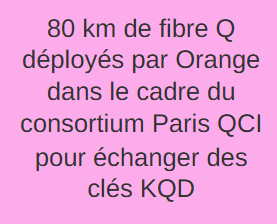 80 km de fibre Q
déployés par Orange
dans le cadre du
consortium Paris QCI
pour échanger des
clés KQD